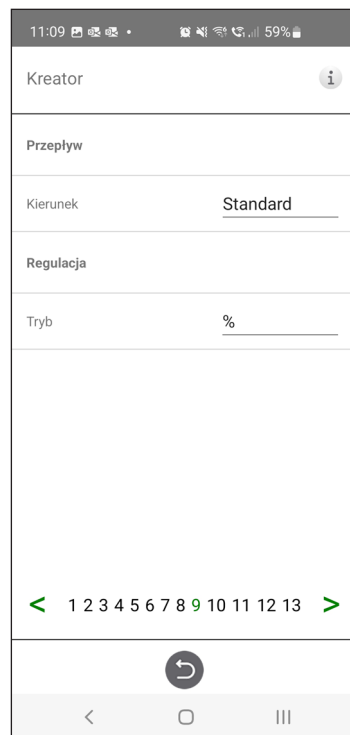 11:09 59%
Kreator i
Przepływ
Kierunek Standard
Regulacja
Tryb %
< 1 2 3 4 5 6 7 8 9 10 11 12 13 >